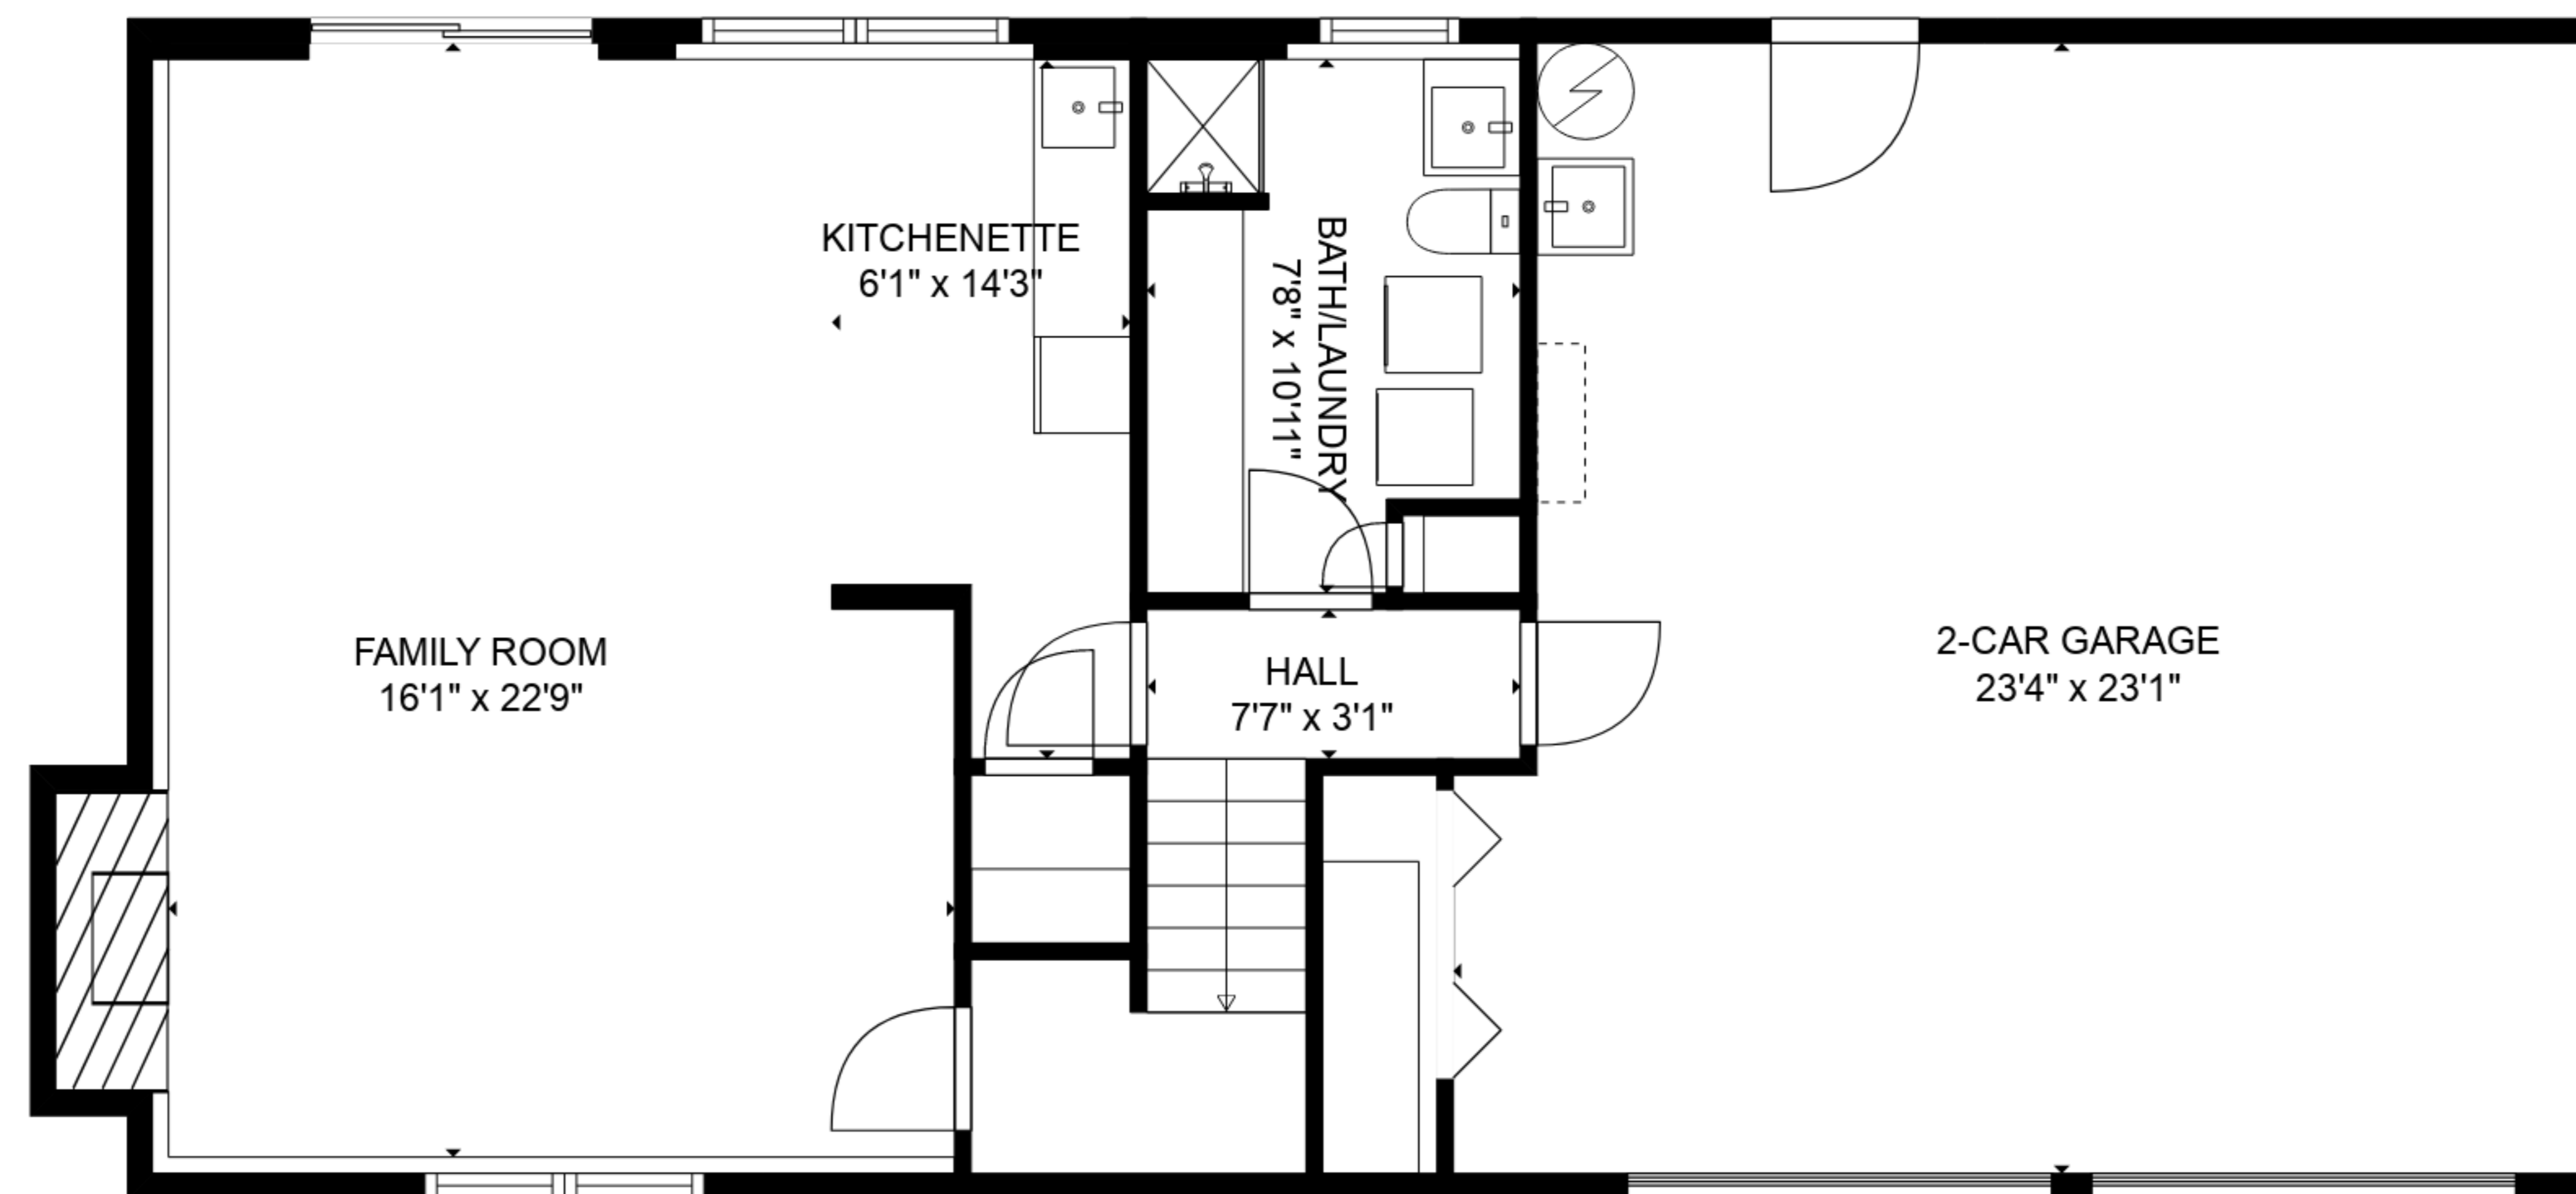 KITCHENETTE
6'1" x 14'3"
BATH/LAUNDRY
7'8" x 10'11"
FAMILY ROOM
16'1" x 22'9"
HALL
7'7" x 3'1"
2-CAR GARAGE
23'4" x 23'1"